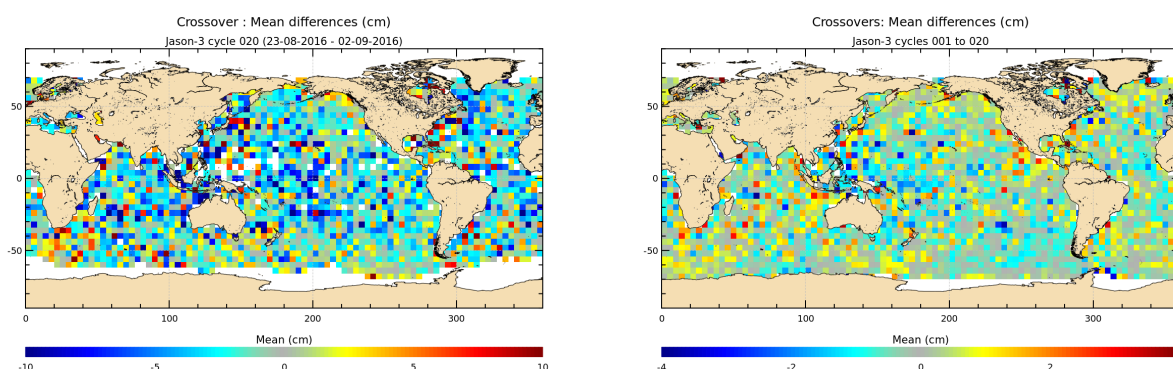 Crossover : Mean differences (cm)
Jason-3 cycle 020 (23-08-2016 - 02-09-2016)
50
0
-50
0 100 200 300
Mean (cm)
-10 -5 0 5 10
Crossovers: Mean differences (cm)
Jason-3 cycles 001 to 020
50
0
-50
0 100 200 300
Mean (cm)
-4 -2 0 2